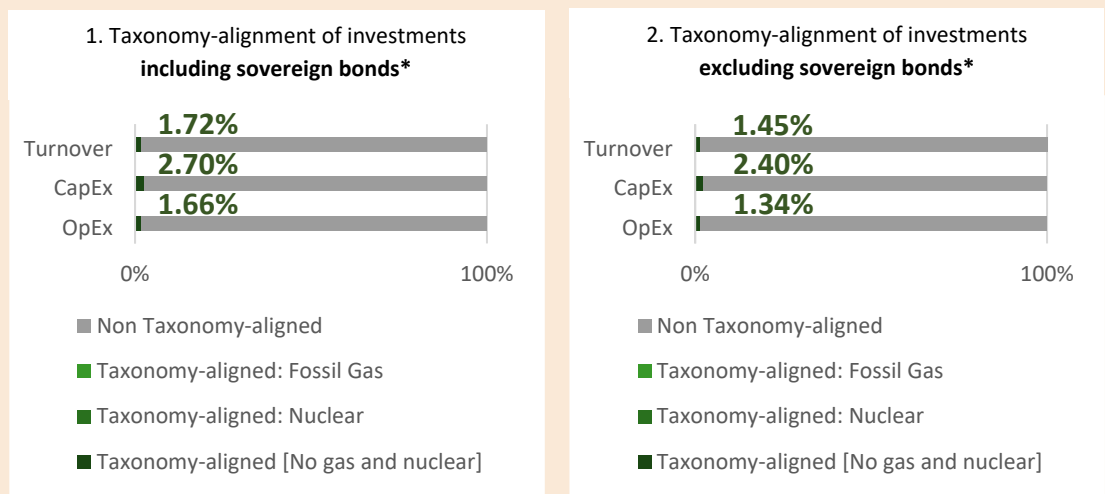 1. Taxonomy-alignment of investments
including sovereign bonds*
1.72%
Turnover
2.70%
CapEx
1.66%
OpEx
0%
100%
Non Taxonomy-aligned
Taxonomy-aligned: Fossil Gas
Taxonomy-aligned: Nuclear
Taxonomy-aligned [No gas and nuclear]
2. Taxonomy-alignment of investments
excluding sovereign bonds*
1.45%
Turnover
2.40%
CapEx
1.34%
OpEx
0%
100%
Non Taxonomy-aligned
Taxonomy-aligned: Fossil Gas
Taxonomy-aligned: Nuclear
Taxonomy-aligned [No gas and nuclear]